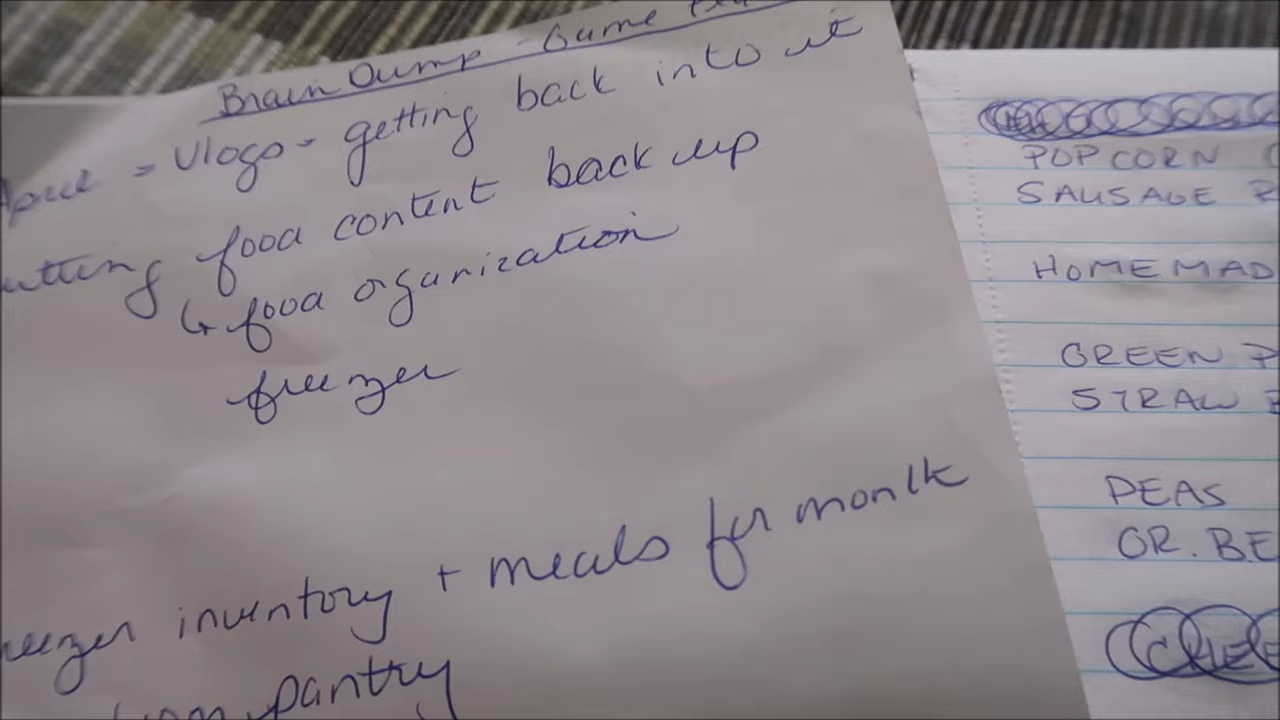 Brain Dump - Game
= Vlogs - getting back into it
food content back up
↳ food organization
freezer
inventory + meals for month
pantry
POPCORN
SAUSAGE
HOMEMAD
GREEN P
STRAW
PEAS
GR. BE